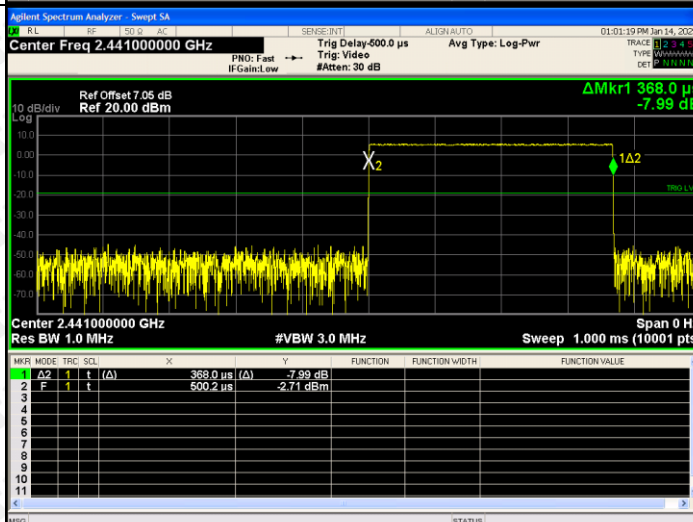 Agilent Spectrum Analyzer - Swept SA
RL RF 50 Ω AC SENSE:INT ALIGN AUTO 01:01:19 PM Jan 14, 202
Center Freq 2.441000000 GHz Trig Delay-500.0 µs Avg Type: Log-Pwr TRACE 1 2 3 4 5
PNO: Fast Trig: Video TYPE
IFGain:Low #Atten: 30 dB DET P N N N N
ΔMkr1 368.0 µs
Ref Offset 7.05 dB
10 dB/div Ref 20.00 dBm -7.99 dB
Log
10.0
0.00
X2 1Δ2
-10.0
TRIG LV
-20.0
-30.0
-40.0
-50.0
-60.0
-70.0
Center 2.441000000 GHz Span 0 H
Res BW 1.0 MHz #VBW 3.0 MHz Sweep 1.000 ms (10001 pts
MKR MODE TRC SCL X Y FUNCTION FUNCTION WIDTH FUNCTION VALUE
1 Δ2 1 t (Δ) 368.0 µs (Δ) -7.99 dB
2 F 1 t 500.2 µs -2.71 dBm
3
4
5
6
7
8
9
10
11
MSG STATUS